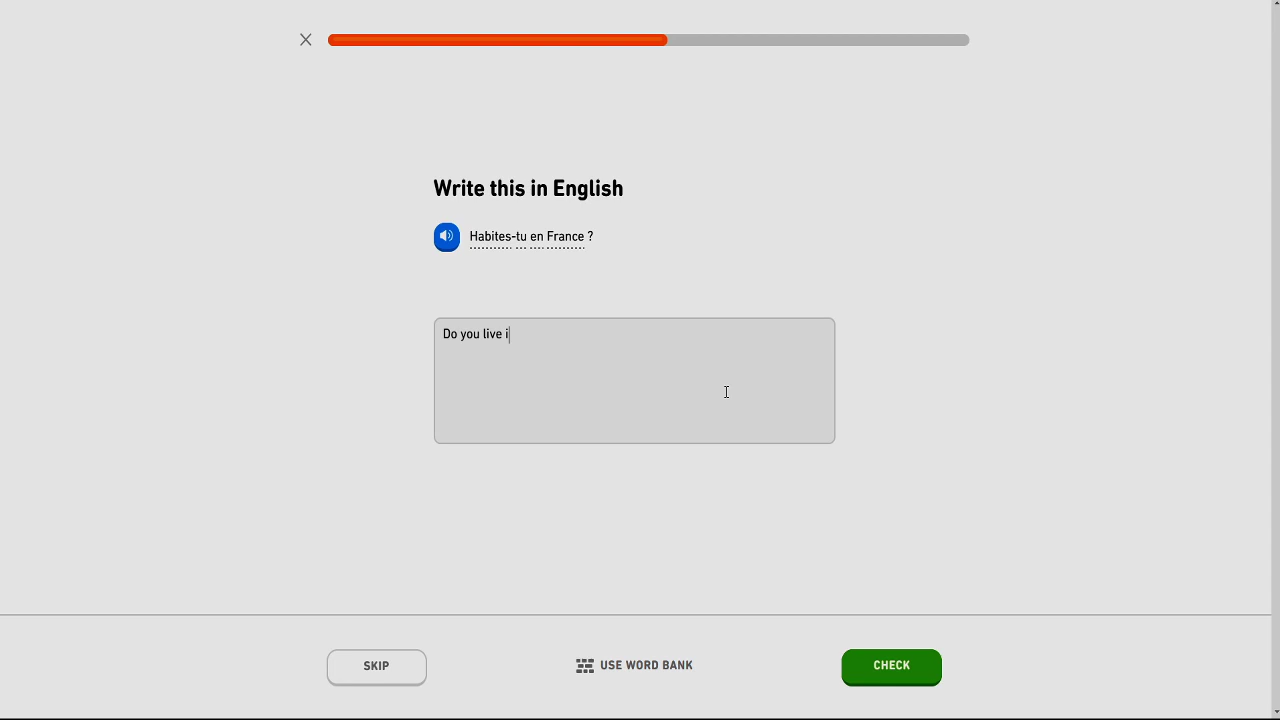 Write this in English
Habites-tu en France ?
Do you live i
SKIP
USE WORD BANK
CHECK